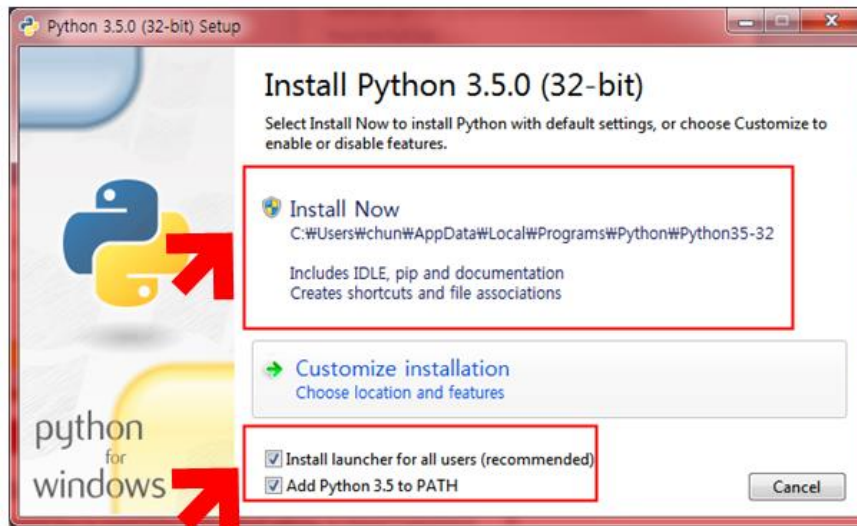 Python 3.5.0 (32-bit) Setup
Install Python 3.5.0 (32-bit)
Select Install Now to install Python with default settings, or choose Customize to
enable or disable features.
Install Now
C:₩Users₩chun₩AppData₩Local₩Programs₩Python₩Python35-32
Includes IDLE, pip and documentation
Creates shortcuts and file associations
Customize installation
Choose location and features
python
for
windows
Install launcher for all users (recommended)
Add Python 3.5 to PATH
Cancel